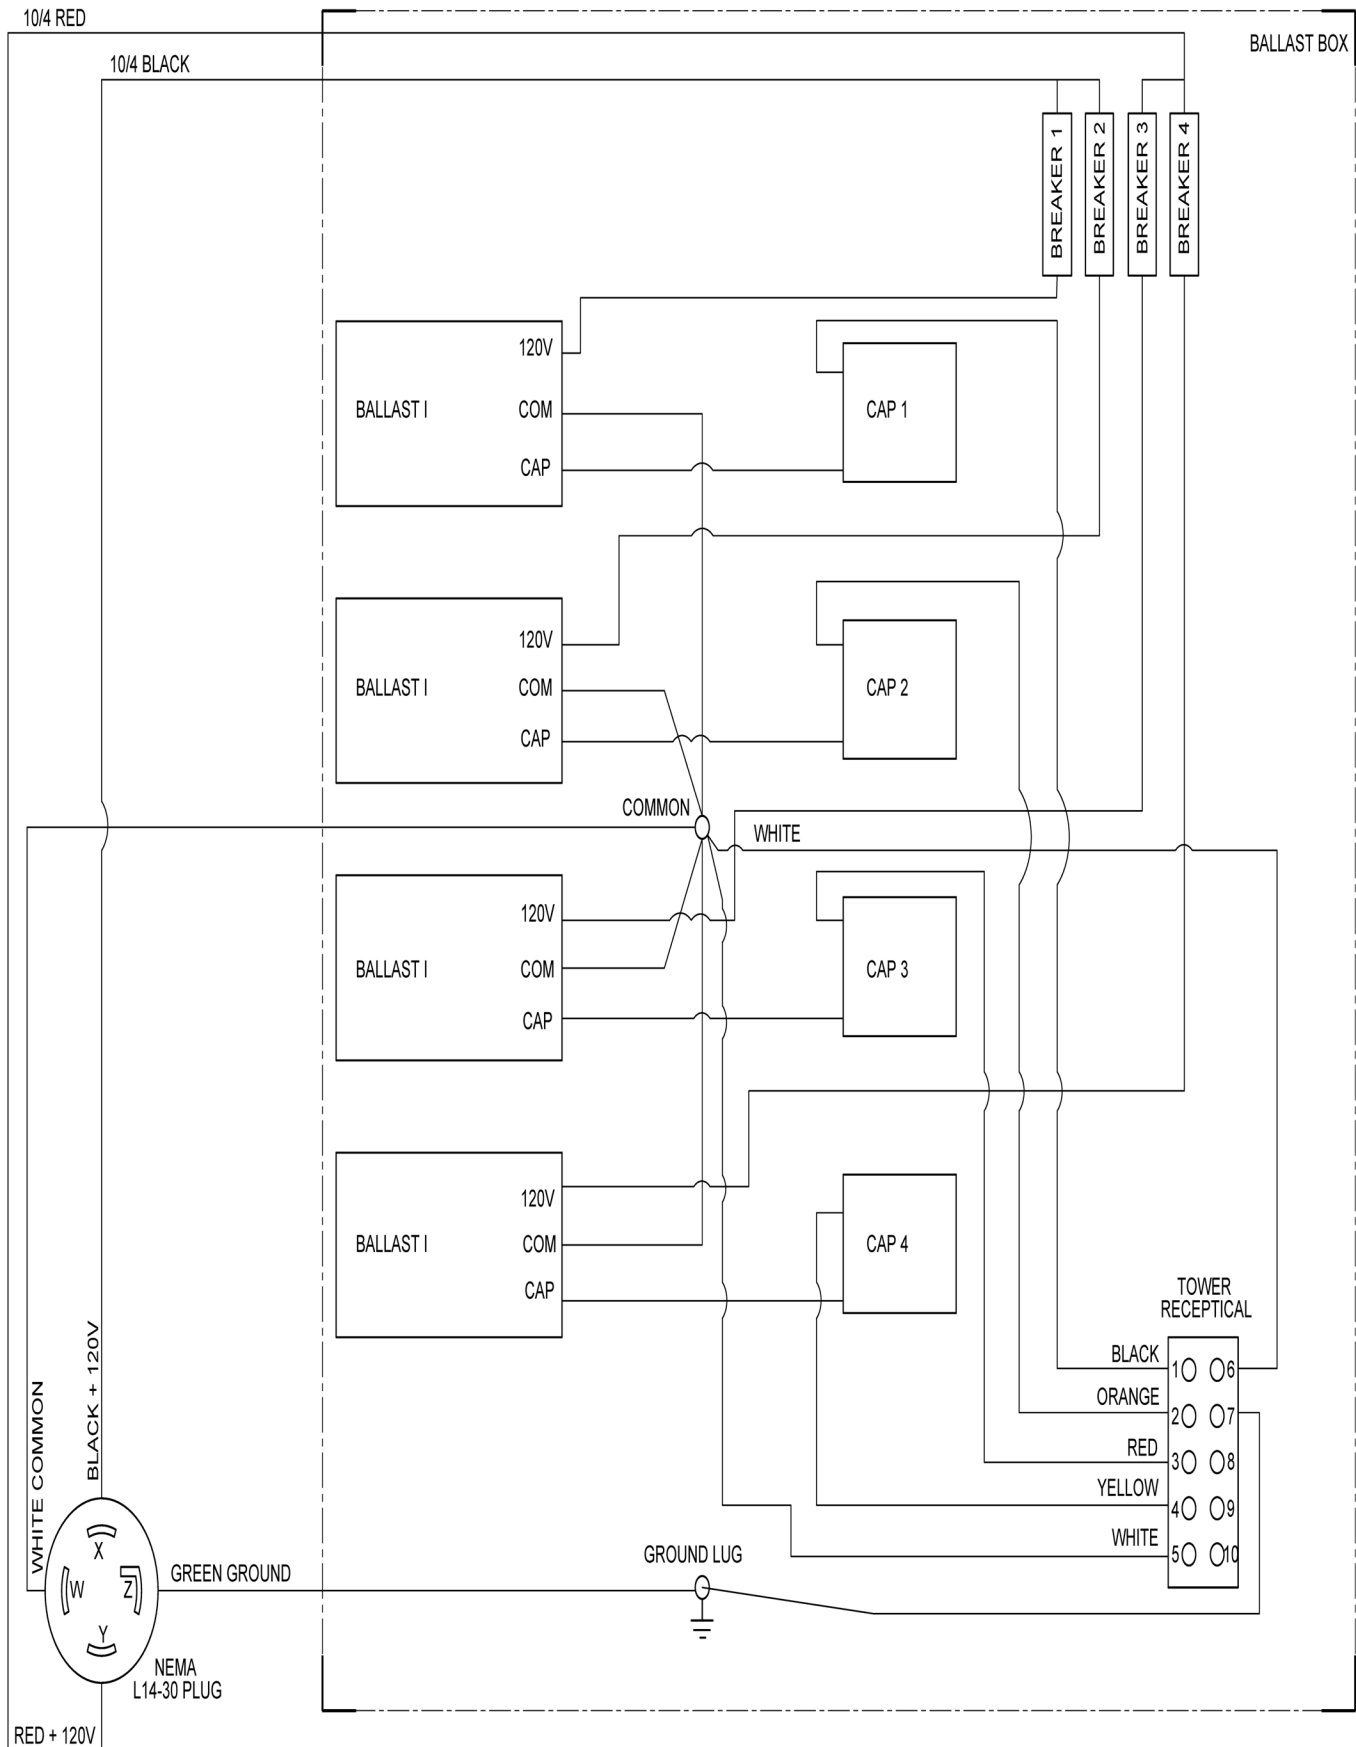 10/4 RED
BALLAST BOX
10/4 BLACK
BREAKER 1
BREAKER 2
BREAKER 3
BREAKER 4
120V
BALLAST I
COM
CAP
CAP 1
120V
BALLAST I
COM
CAP
CAP 2
COMMON
WHITE
120V
BALLAST I
COM
CAP
CAP 3
120V
BALLAST I
COM
CAP
CAP 4
TOWER
RECEPTICAL
BLACK
1 6
ORANGE
2 7
RED
3 8
YELLOW
4 9
WHITE
5 10
BLACK + 120V
WHITE COMMON
X
W
Z
Y
GREEN GROUND
GROUND LUG
NEMA
L14-30 PLUG
RED + 120V